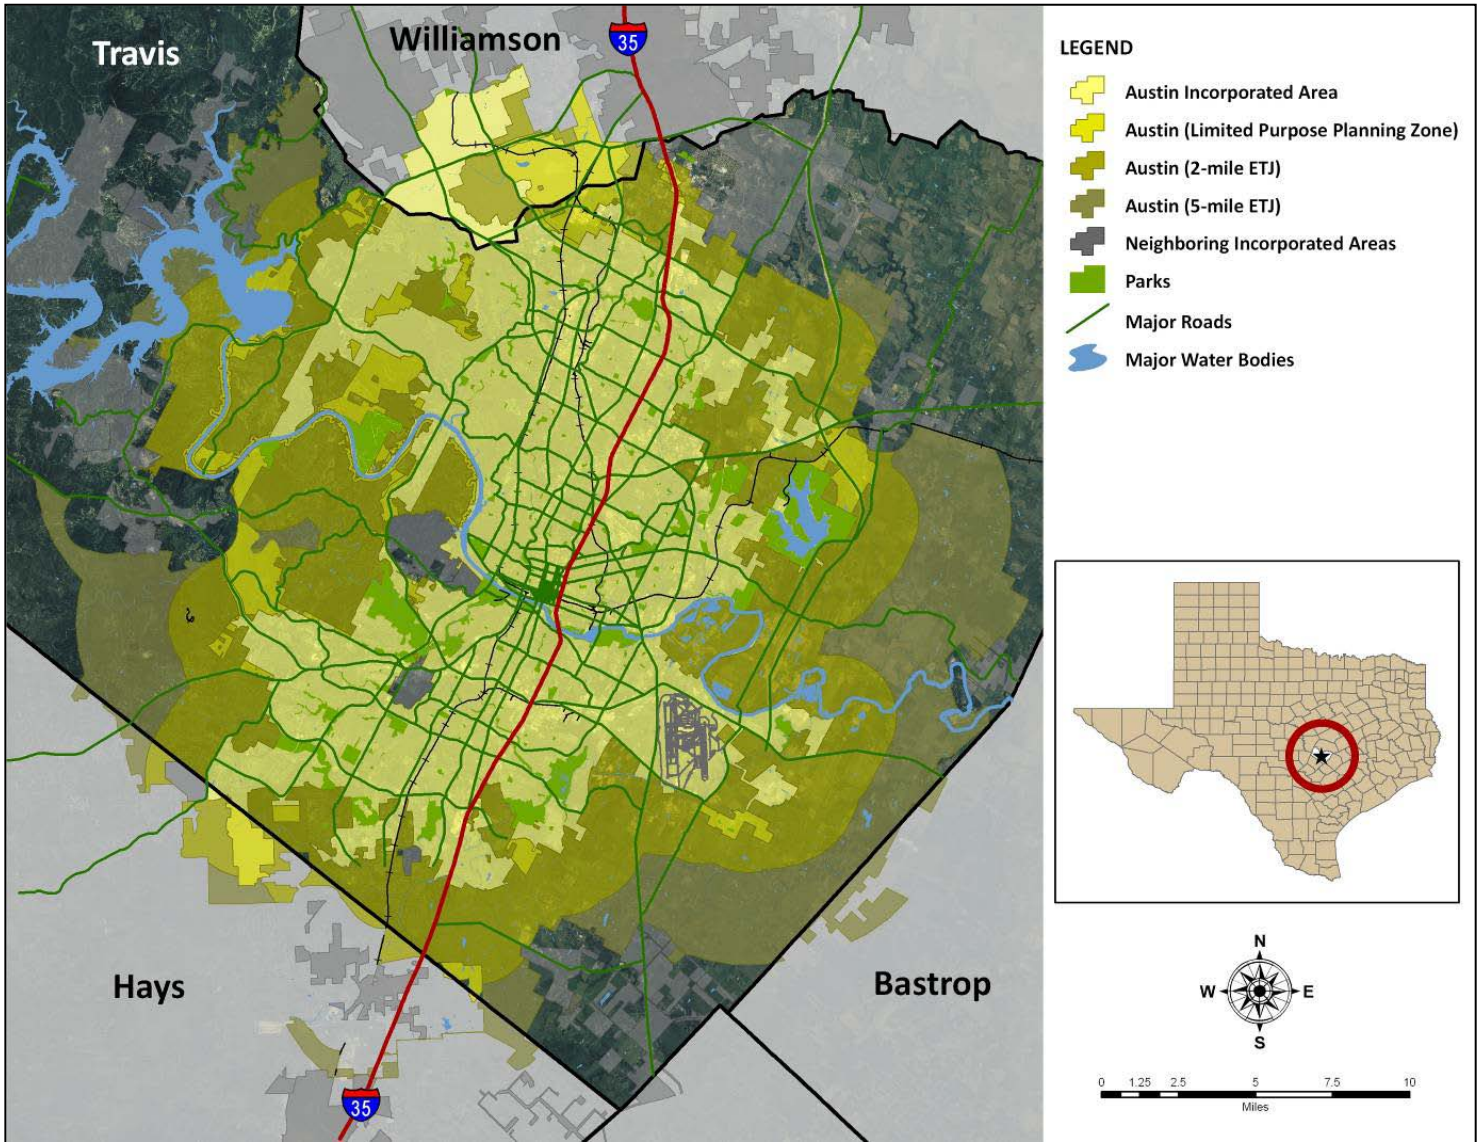 Travis
Williamson
35
LEGEND
Austin Incorporated Area
Austin (Limited Purpose Planning Zone)
Austin (2-mile ETJ)
Austin (5-mile ETJ)
Neighboring Incorporated Areas
Parks
Major Roads
Major Water Bodies
Hays
Bastrop
35
N
W E
S
0 1.25 2.5 5 7.5 10
Miles